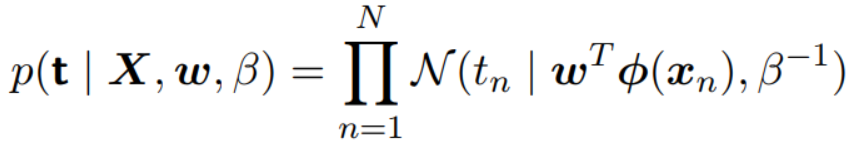 p(𝘁 | 𝑿, 𝒘, β) = ∏_{n=1}^{N} 𝒩(t_n | 𝒘^T 𝝓(𝒙_n), β^{−1})